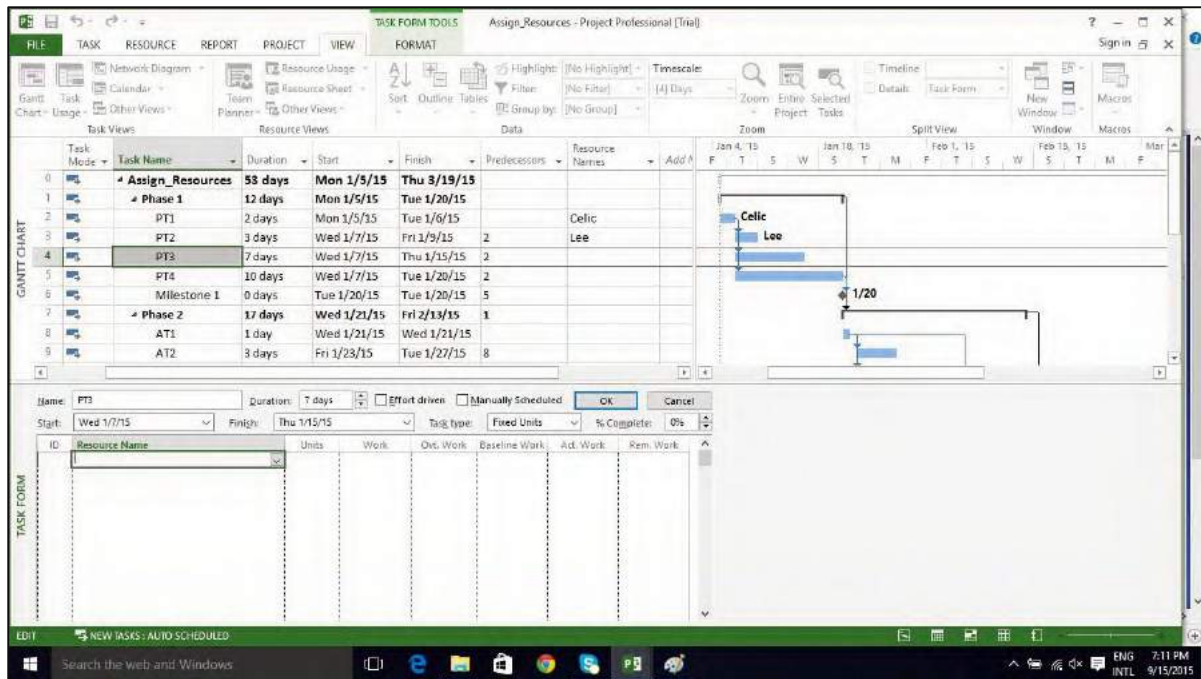 TASK FORM TOOLS
Assign_Resources - Project Professional (Trial)
FILE TASK RESOURCE REPORT PROJECT VIEW FORMAT Sign in
Network Diagram Resource Usage Highlight: [No Highlight] Timescale: Timeline
Calendar Resource Sheet Filter: [No Filter] [4] Days Details Task Form
Gantt Chart Task Usage Other Views Team Planner Other Views Sort Outline Tables Group by: [No Group] Zoom Entire Project Selected Tasks New Window Macros
Task Views Resource Views Data Zoom Split View Window Macros
Task Mode Task Name Duration Start Finish Predecessors Resource Names Add N
Jan 4, '15 Jan 18, '15 Feb 1, '15 Feb 15, '15 Mar
F T S W S T M F T S W S T M F
0 Assign_Resources 53 days Mon 1/5/15 Thu 3/19/15
1 Phase 1 12 days Mon 1/5/15 Tue 1/20/15
2 PT1 2 days Mon 1/5/15 Tue 1/6/15 Celic
Celic
3 PT2 3 days Wed 1/7/15 Fri 1/9/15 2 Lee
Lee
4 PT3 7 days Wed 1/7/15 Thu 1/15/15 2
5 PT4 10 days Wed 1/7/15 Tue 1/20/15 2
6 Milestone 1 0 days Tue 1/20/15 Tue 1/20/15 5
1/20
7 Phase 2 17 days Wed 1/21/15 Fri 2/13/15 1
8 AT1 1 day Wed 1/21/15 Wed 1/21/15
9 AT2 3 days Fri 1/23/15 Tue 1/27/15 8
GANTT CHART
Name: PT3 Duration: 7 days Effort driven Manually Scheduled OK Cancel
Start: Wed 1/7/15 Finish: Thu 1/15/15 Task type: Fixed Units % Complete: 0%
ID Resource Name Units Work Ovt. Work Baseline Work Act. Work Rem. Work
TASK FORM
EDIT NEW TASKS : AUTO SCHEDULED
Search the web and Windows
ENG 7:11 PM
INTL 9/15/2015